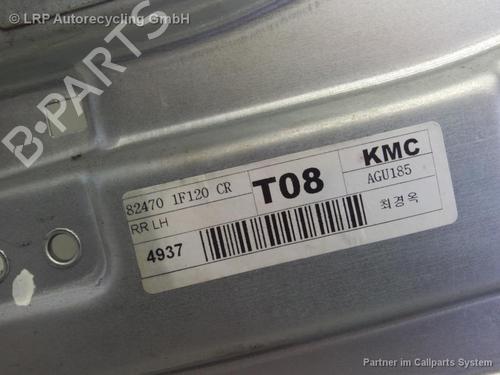 LRP Autorecycling GmbH
B-PARTS
82470 1F120 CR
T08
KMC
RR LH
AGU185
4937
최경옥
Partner im Callparts System